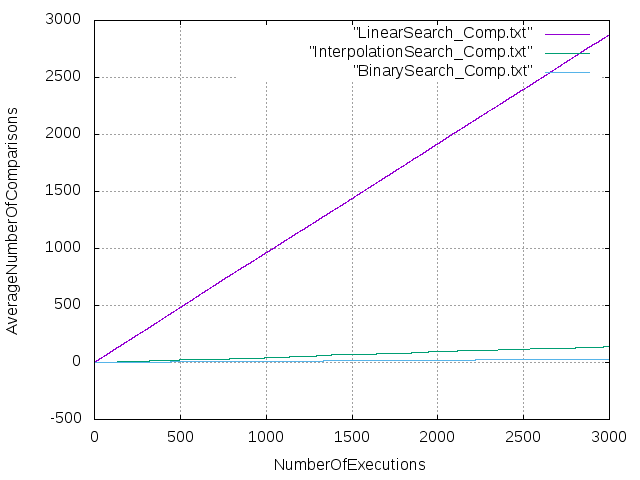 3000
2500
2000
1500
1000
500
0
-500
AverageNumberOfComparisons
"LinearSearch_Comp.txt"
"InterpolationSearch_Comp.txt"
"BinarySearch_Comp.txt"
0 500 1000 1500 2000 2500 3000
NumberOfExecutions